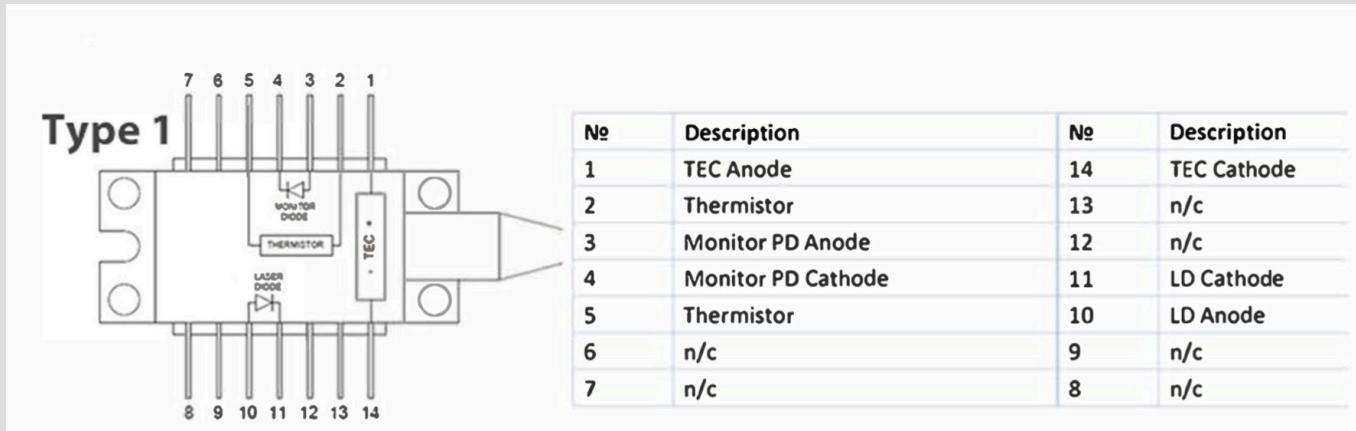 7 6 5 4 3 2 1
Type 1
MONITOR
DIODE
THERMISTOR
- TEC +
LASER
DIODE
8 9 10 11 12 13 14
№ Description № Description
1 TEC Anode 14 TEC Cathode
2 Thermistor 13 n/c
3 Monitor PD Anode 12 n/c
4 Monitor PD Cathode 11 LD Cathode
5 Thermistor 10 LD Anode
6 n/c 9 n/c
7 n/c 8 n/c